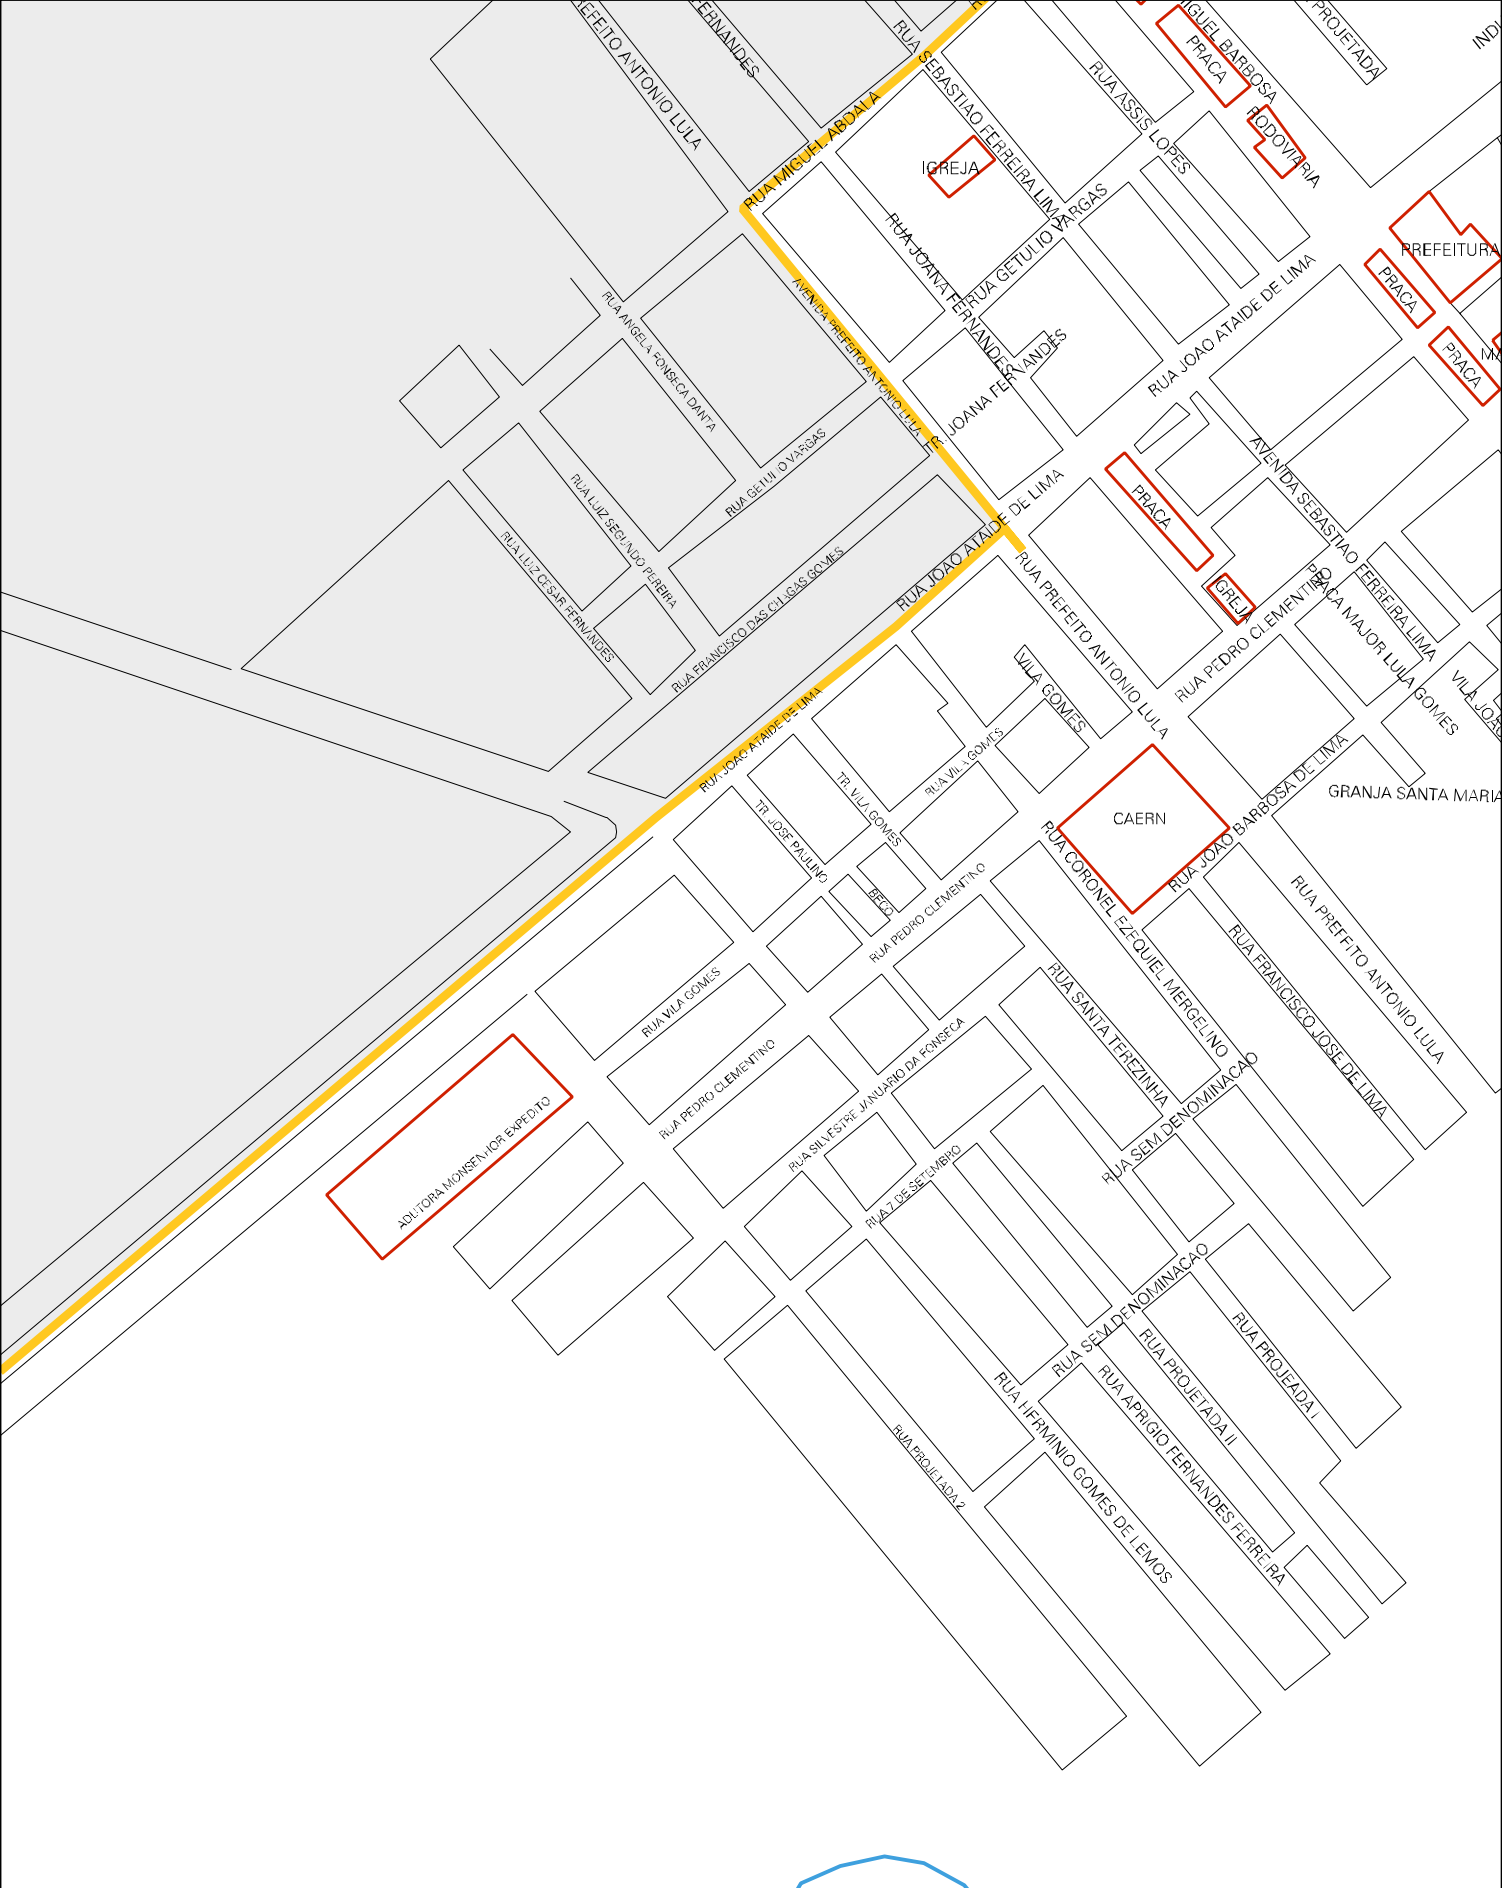 PREFEITO ANTONIO LULA
FERNANDES
RUA SEBASTIAO FERREIRA LIMA
RUA MIGUEL ABDALA
RUA ASSIS LOPES
MIGUEL BARBOSA
PRACA
PROJETADA
RODOVIARIA
IGREJA
PREFEITURA
PRACA
PRACA
RUA JOANA FERNANDES
RUA GETULIO VARGAS
RUA JOAO ATAIDE DE LIMA
AVENIDA PREFEITO ANTONIO LULA
TR. JOANA FERNANDES
RUA ANGELA FONSECA DANTA
RUA GETULIO VARGAS
RUA LUIZ SEGUNDO PEREIRA
RUA LUIZ CESAR FERNANDES
RUA FRANCISCO DAS CHAGAS GOMES
RUA JOAO ATAIDE DE LIMA
PRACA
AVENIDA SEBASTIAO FERREIRA LIMA
IGREJA
RUA PEDRO CLEMENTINO
PRACA MAJOR LULA GOMES
RUA PREFEITO ANTONIO LULA
VILA GOMES
RUA JOAO ATAIDE DE LIMA
RUA VILA GOMES
TR. VILA GOMES
TR. JOSE PAULINO
BECO
CAERN
GRANJA SANTA MARIA
RUA JOAO BARBOSA DE LIMA
RUA CORONEL EZEQUIEL MERGELINO
RUA PEDRO CLEMENTINO
RUA PREFEITO ANTONIO LULA
RUA FRANCISCO JOSE DE LIMA
RUA SANTA TEREZINHA
RUA VILA GOMES
RUA PEDRO CLEMENTINO
RUA SILVESTRE JANUARIO DA FONSECA
RUA SEM DENOMINACAO
ADUTORA MONSENHOR EXPEDITO
RUA 7 DE SETEMBRO
RUA SEM DENOMINACAO
RUA PROJEADA I
RUA PROJETADA II
RUA APRIGIO FERNANDES FERREIRA
RUA HERMINIO GOMES DE LEMOS
RUA PROJETADA 2